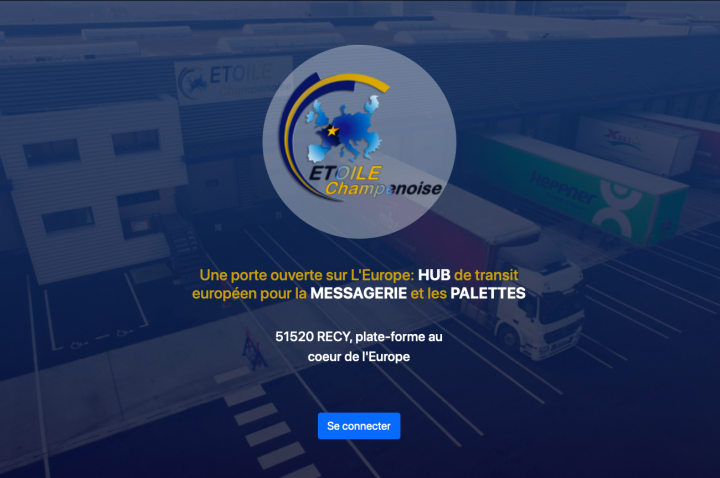 ETOILE
Champenoise
ETOILE
Champenoise
heppner
Une porte ouverte sur L'Europe: HUB de transit
européen pour la MESSAGERIE et les PALETTES
51520 RECY, plate-forme au
coeur de l'Europe
Se connecter